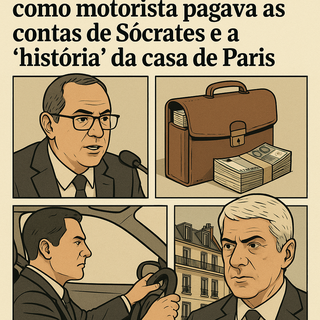 como motorista pagava as
contas de Sócrates e a
‘história’ da casa de Paris